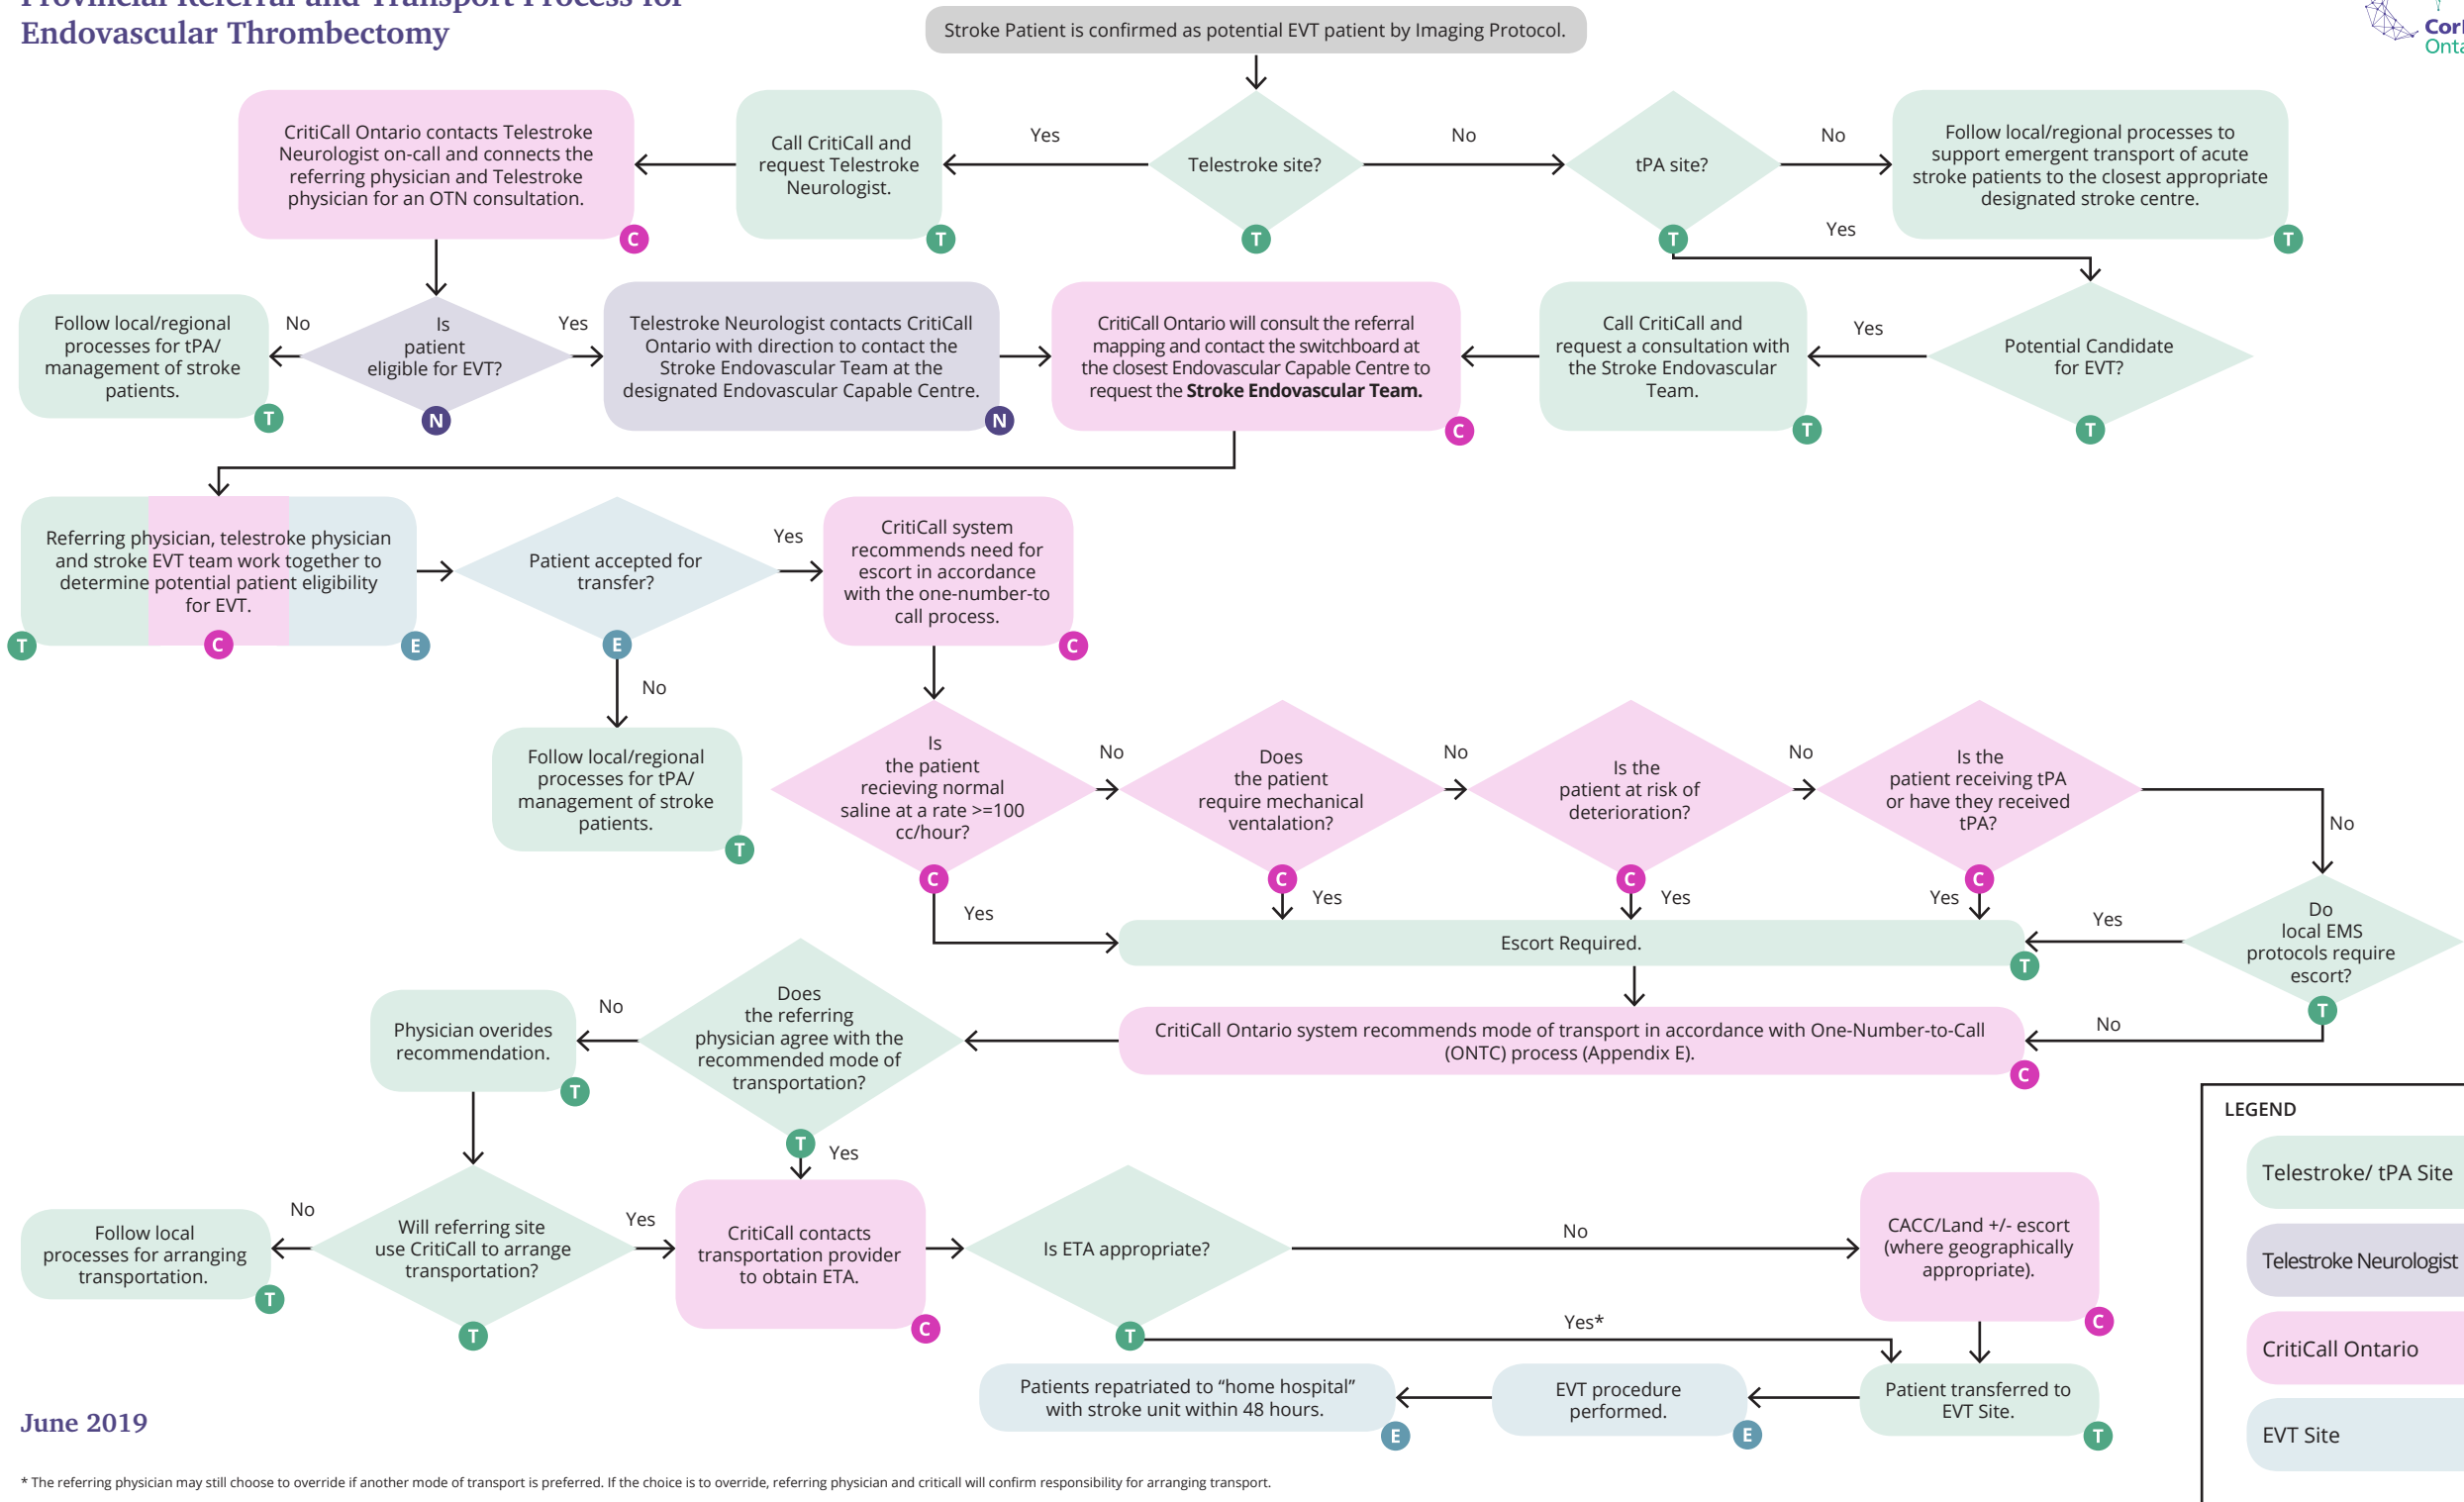 Provincial Referral and Transport Process for
Endovascular Thrombectomy
Stroke Patient is confirmed as potential EVT patient by Imaging Protocol.
CritiCall Ontario contacts Telestroke
Neurologist on-call and connects the
referring physician and Telestroke
physician for an OTN consultation.
C
Call CritiCall and
request Telestroke
Neurologist.
T
Yes
Telestroke site?
T
No
tPA site?
T
No
Yes
Follow local/regional processes to
support emergent transport of acute
stroke patients to the closest appropriate
designated stroke centre.
T
Follow local/regional
processes for tPA/
management of stroke
patients.
T
No
Is
patient
eligible for EVT?
N
Yes
Telestroke Neurologist contacts CritiCall
Ontario with direction to contact the
Stroke Endovascular Team at the
designated Endovascular Capable Centre.
N
CritiCall Ontario will consult the referral
mapping and contact the switchboard at
the closest Endovascular Capable Centre to
request the Stroke Endovascular Team.
C
Call CritiCall and
request a consultation with
the Stroke Endovascular
Team.
T
Yes
Potential Candidate
for EVT?
T
Referring physician, telestroke physician
and stroke EVT team work together to
determine potential patient eligibility
for EVT.
T
C
E
Patient accepted for
transfer?
E
Yes
No
CritiCall system
recommends need for
escort in accordance
with the one-number-to
call process.
C
Follow local/regional
processes for tPA/
management of stroke
patients.
T
Is
the patient
recieving normal
saline at a rate >=100
cc/hour?
C
No
Yes
Does
the patient
require mechanical
ventalation?
C
No
Yes
Is the
patient at risk of
deterioration?
C
No
Yes
Is the
patient receiving tPA
or have they received
tPA?
C
No
Yes
Do
local EMS
protocols require
escort?
T
Yes
No
Escort Required.
T
CritiCall Ontario system recommends mode of transport in accordance with One-Number-to-Call
(ONTC) process (Appendix E).
C
Does
the referring
physician agree with the
recommended mode of
transportation?
T
No
Yes
Physician overides
recommendation.
T
Follow local
processes for arranging
transportation.
T
No
Will referring site
use CritiCall to arrange
transportation?
T
Yes
CritiCall contacts
transportation provider
to obtain ETA.
C
Is ETA appropriate?
T
No
Yes*
CACC/Land +/- escort
(where geographically
appropriate).
C
Patient transferred to
EVT Site.
T
EVT procedure
performed.
E
Patients repatriated to “home hospital”
with stroke unit within 48 hours.
E
LEGEND
Telestroke/ tPA Site
Telestroke Neurologist
CritiCall Ontario
EVT Site
June 2019
* The referring physician may still choose to override if another mode of transport is preferred. If the choice is to override, referring physician and criticall will confirm responsibility for arranging transport.